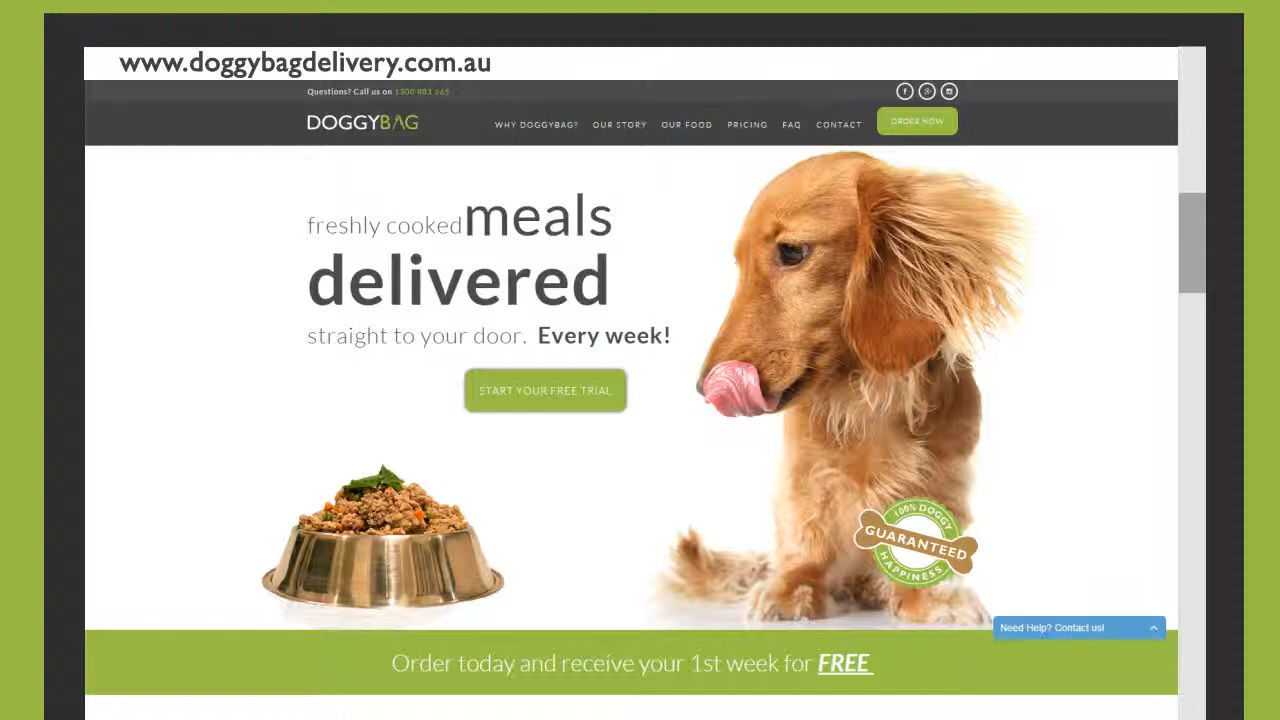 www.doggybagdelivery.com.au
Questions? Call us on 1300 881 565
DOGGYBAG
WHY DOGGYBAG? OUR STORY OUR FOOD PRICING FAQ CONTACT ORDER NOW
freshly cooked meals
delivered
straight to your door. Every week!
START YOUR FREE TRIAL
100% DOGGY
GUARANTEED
HAPPINESS
Need Help? Contact us!
Order today and receive your 1st week for FREE